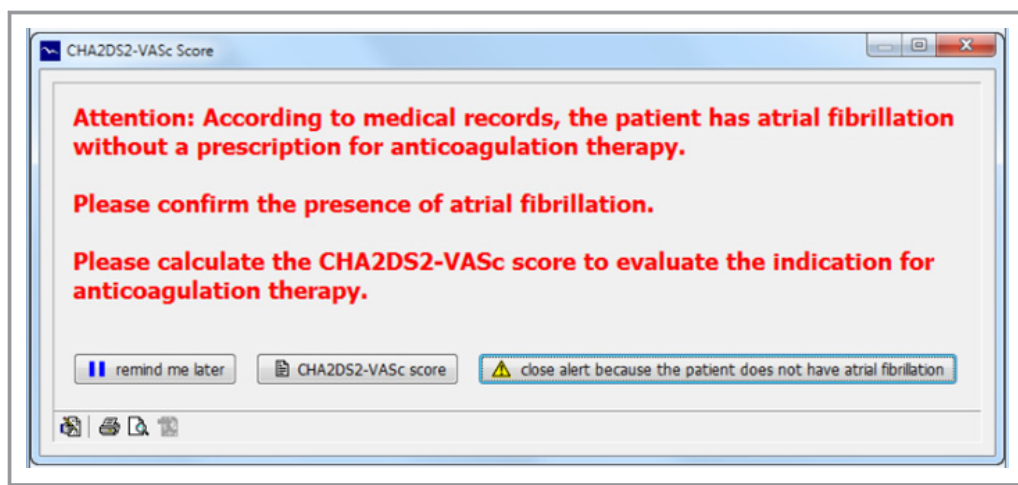 CHA2DS2-VASc Score
Attention: According to medical records, the patient has atrial fibrillation
without a prescription for anticoagulation therapy.
Please confirm the presence of atrial fibrillation.
Please calculate the CHA2DS2-VASc score to evaluate the indication for
anticoagulation therapy.
remind me later
CHA2DS2-VASc score
close alert because the patient does not have atrial fibrillation